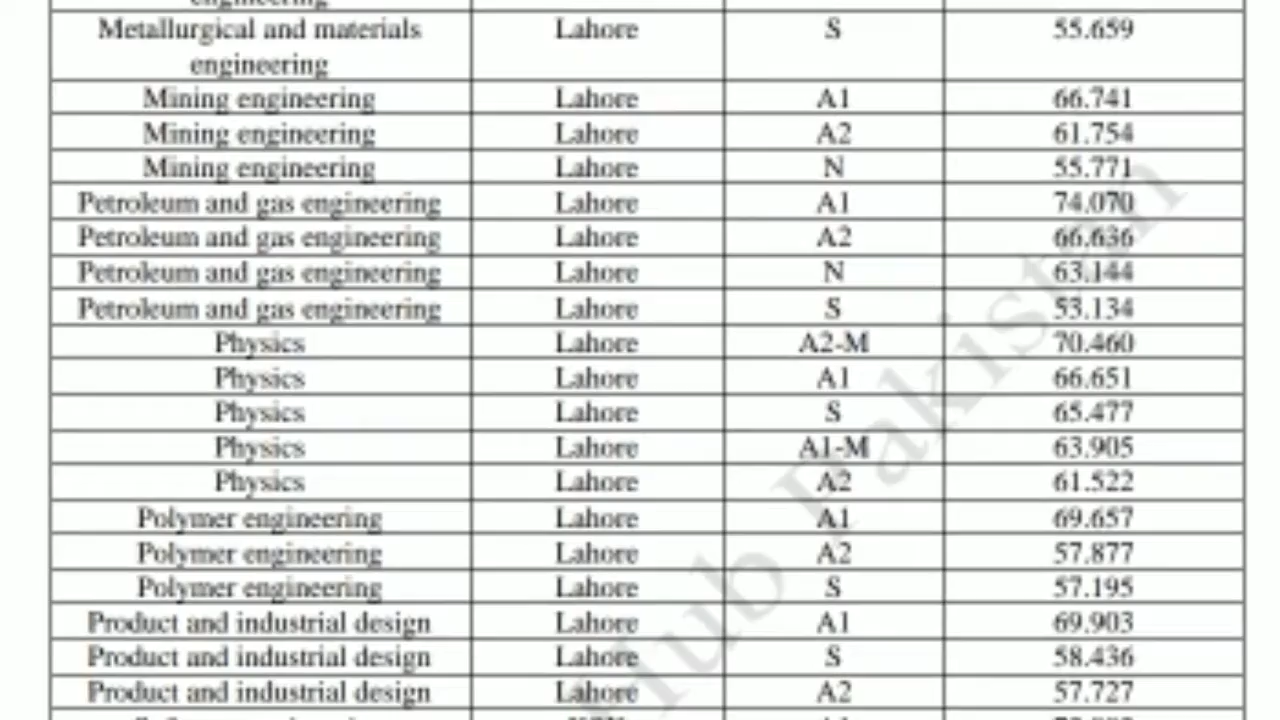 engineering
Metallurgical and materials engineering Lahore S 55.659
Mining engineering Lahore A1 66.741
Mining engineering Lahore A2 61.754
Mining engineering Lahore N 55.771
Petroleum and gas engineering Lahore A1 74.070
Petroleum and gas engineering Lahore A2 66.636
Petroleum and gas engineering Lahore N 63.144
Petroleum and gas engineering Lahore S 53.134
Physics Lahore A2-M 70.460
Physics Lahore A1 66.651
Physics Lahore S 65.477
Physics Lahore A1-M 63.905
Physics Lahore A2 61.522
Polymer engineering Lahore A1 69.657
Polymer engineering Lahore A2 57.877
Polymer engineering Lahore S 57.195
Product and industrial design Lahore A1 69.903
Product and industrial design Lahore S 58.436
Product and industrial design Lahore A2 57.727
Hub Pakistan